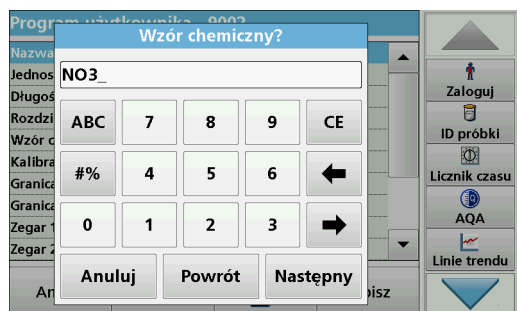 Program użytkownika 9002
Wzór chemiczny?
Nazwa
NO3_
Jednos
Długoś
Rozdzi
Wzór c
Kalibra
Granica
Granica
Zegar 1
Zegar 2
ABC 7 8 9 CE
#% 4 5 6
0 1 2 3
Anuluj Powrót Następny
An
isz
Zaloguj
ID próbki
Licznik czasu
AQA
Linie trendu